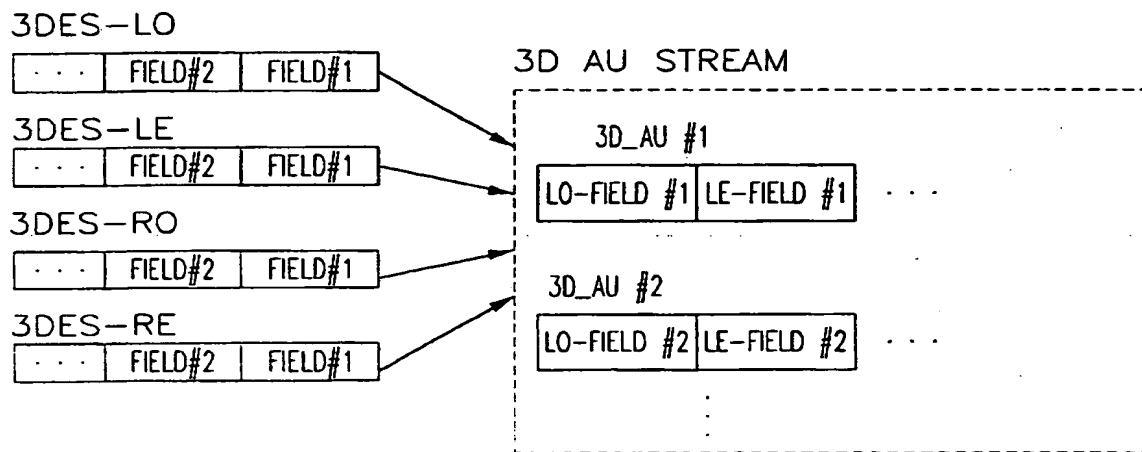 3DES-LO
· · · FIELD#2 FIELD#1
3DES-LE
· · · FIELD#2 FIELD#1
3DES-RO
· · · FIELD#2 FIELD#1
3DES-RE
· · · FIELD#2 FIELD#1
3D AU STREAM
3D_AU #1
LO-FIELD #1 LE-FIELD #1 · · ·
3D_AU #2
LO-FIELD #2 LE-FIELD #2 · · ·